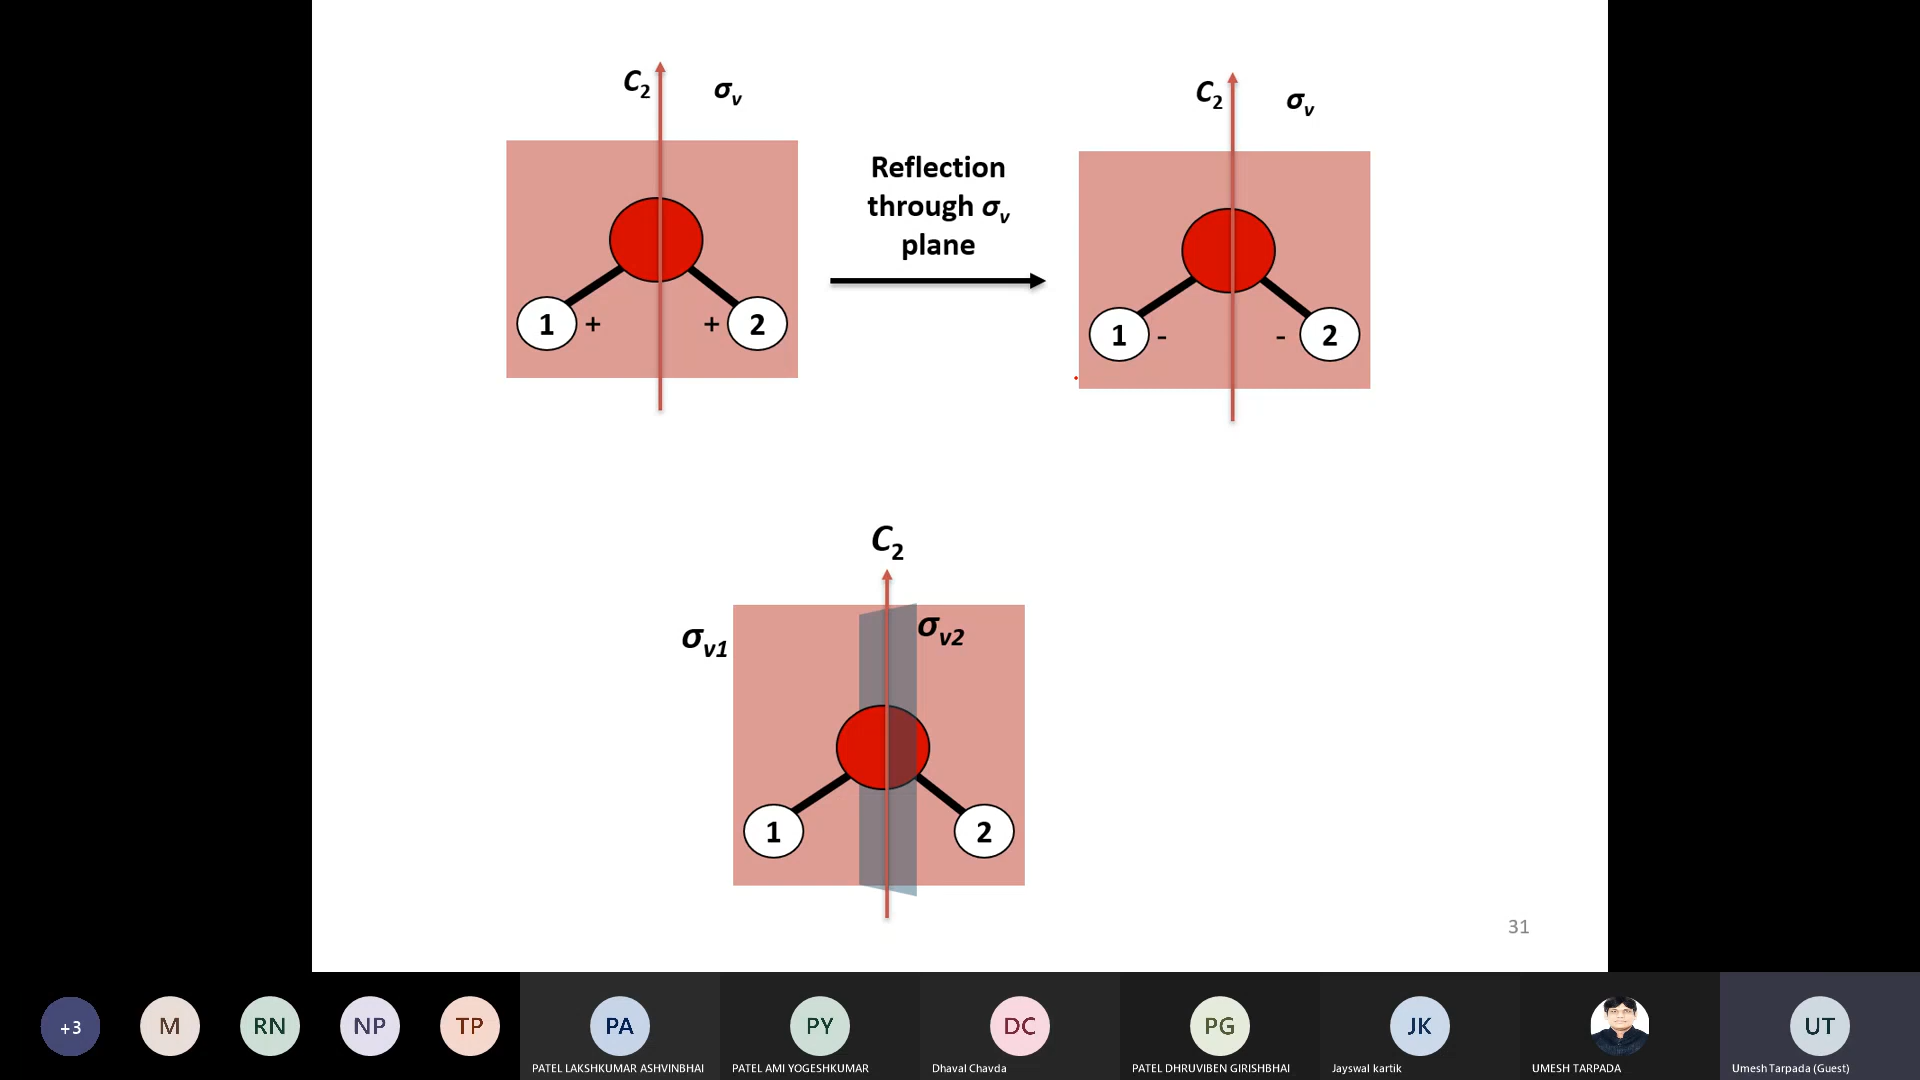 C2 σv
C2 σv
Reflection
through σv
plane
1 + + 2
1 - - 2
C2
σv1 σv2
1 2
31
+3 M RN NP TP PA PY DC PG JK UT
PATEL LAKSHKUMAR ASHVINBHAI PATEL AMI YOGESHKUMAR Dhaval Chavda PATEL DHRUVIBEN GIRISHBHAI Jayswal kartik UMESH TARPADA Umesh Tarpada (Guest)